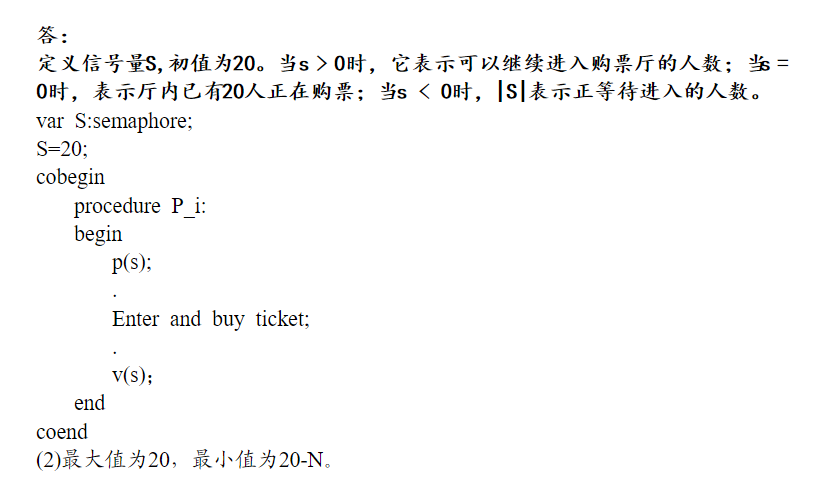 答：
定义信号量S,初值为20。当s＞0时，它表示可以继续进入购票厅的人数；当s＝
0时，表示厅内已有20人正在购票；当s ＜ 0时，|S|表示正等待进入的人数。
var S:semaphore;
S=20;
cobegin
procedure P_i:
begin
p(s);
.
Enter and buy ticket;
.
v(s)；
end
coend
(2)最大值为20，最小值为20-N。